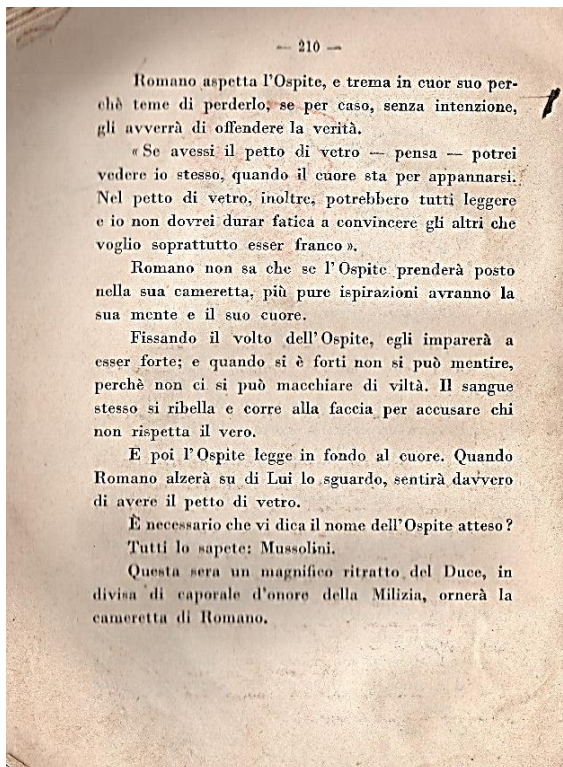 — 210 —
Romano aspetta l'Ospite, e trema in cuor suo per-
chè teme di perderlo, se per caso, senza intenzione,
gli avverrà di offendere la verità.
« Se avessi il petto di vetro — pensa — potrei
vedere io stesso, quando il cuore sta per appannarsi.
Nel petto di vetro, inoltre, potrebbero tutti leggere
e io non dovrei durar fatica a convincere gli altri che
voglio soprattutto esser franco ».
Romano non sa che se l'Ospite prenderà posto
nella sua cameretta, più pure ispirazioni avranno la
sua mente e il suo cuore.
Fissando il volto dell'Ospite, egli imparerà a
esser forte; e quando si è forti non si può mentire,
perchè non ci si può macchiare di viltà. Il sangue
stesso si ribella e corre alla faccia per accusare chi
non rispetta il vero.
E poi l'Ospite legge in fondo al cuore. Quando
Romano alzerà su di Lui lo sguardo, sentirà davvero
di avere il petto di vetro.
È necessario che vi dica il nome dell'Ospite atteso?
Tutti lo sapete: Mussolini.
Questa sera un magnifico ritratto del Duce, in
divisa di caporale d'onore della Milizia, ornerà la
cameretta di Romano.